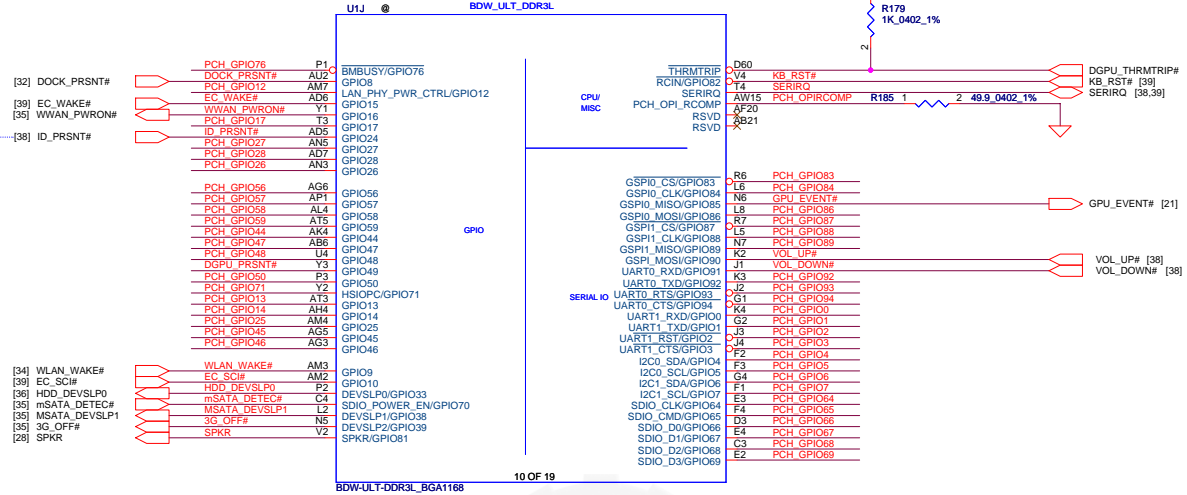 U1J @ BDW_ULT_DDR3L
R179
1K_0402_1%
2
PCH_GPIO76 P1 BMBUSY/GPIO76 THRMTRIP D60 DGPU_THRMTRIP#
[32] DOCK_PRSNT# DOCK_PRSNT# AU2 GPIO8 RCIN/GPIO82 V4 KB_RST# KB_RST# [39]
PCH_GPIO12 AM7 LAN_PHY_PWR_CTRL/GPIO12 SERIRQ T4 SERIRQ SERIRQ [38,39]
[39] EC_WAKE# EC_WAKE# AD6 GPIO15 CPU/ MISC PCH_OPI_RCOMP AW15 PCH_OPIRCOMP R185 1 2 49.9_0402_1%
[35] WWAN_PWRON# WWAN_PWRON# Y1 GPIO16 RSVD AF20
PCH_GPIO17 T3 GPIO17 RSVD AB21
[38] ID_PRSNT# ID_PRSNT# AD5 GPIO24
PCH_GPIO27 AN5 GPIO27
PCH_GPIO28 AD7 GPIO28
PCH_GPIO26 AN3 GPIO26
GSPI0_CS/GPIO83 R6 PCH_GPIO83
PCH_GPIO56 AG6 GPIO56 GSPI0_CLK/GPIO84 L6 PCH_GPIO84
PCH_GPIO57 AP1 GPIO57 GSPI0_MISO/GPIO85 N6 GPU_EVENT# GPU_EVENT# [21]
PCH_GPIO58 AL4 GPIO58 GSPI0_MOSI/GPIO86 L8 PCH_GPIO86
PCH_GPIO59 AT5 GPIO59 GSPI1_CS/GPIO87 R7 PCH_GPIO87
PCH_GPIO44 AK4 GPIO44 GPIO GSPI1_CLK/GPIO88 L5 PCH_GPIO88
PCH_GPIO47 AB6 GPIO47 GSPI1_MISO/GPIO89 N7 PCH_GPIO89
PCH_GPIO48 U4 GPIO48 GSPI_MOSI/GPIO90 K2 VOL_UP# VOL_UP# [38]
DGPU_PRSNT# Y3 GPIO49 UART0_RXD/GPIO91 J1 VOL_DOWN# VOL_DOWN# [38]
PCH_GPIO50 P3 GPIO50 UART0_TXD/GPIO92 K3 PCH_GPIO92
PCH_GPIO71 Y2 HSIOPC/GPIO71 SERIAL IO UART0_RTS/GPIO93 J2 PCH_GPIO93
PCH_GPIO13 AT3 GPIO13 UART0_CTS/GPIO94 G1 PCH_GPIO94
PCH_GPIO14 AH4 GPIO14 UART1_RXD/GPIO0 K4 PCH_GPIO0
PCH_GPIO25 AM4 GPIO25 UART1_TXD/GPIO1 G2 PCH_GPIO1
PCH_GPIO45 AG5 GPIO45 UART1_RST/GPIO2 J3 PCH_GPIO2
PCH_GPIO46 AG3 GPIO46 UART1_CTS/GPIO3 J4 PCH_GPIO3
I2C0_SDA/GPIO4 F2 PCH_GPIO4
[34] WLAN_WAKE# WLAN_WAKE# AM3 GPIO9 I2C0_SCL/GPIO5 F3 PCH_GPIO5
[39] EC_SCI# EC_SCI# AM2 GPIO10 I2C1_SDA/GPIO6 G4 PCH_GPIO6
[36] HDD_DEVSLP0 HDD_DEVSLP0 P2 DEVSLP0/GPIO33 I2C1_SCL/GPIO7 F1 PCH_GPIO7
[35] mSATA_DETEC# mSATA_DETEC# C4 SDIO_POWER_EN/GPIO70 SDIO_CLK/GPIO64 E3 PCH_GPIO64
[35] MSATA_DEVSLP1 MSATA_DEVSLP1 L2 DEVSLP1/GPIO38 SDIO_CMD/GPIO65 F4 PCH_GPIO65
[35] 3G_OFF# 3G_OFF# N5 DEVSLP2/GPIO39 SDIO_D0/GPIO66 D3 PCH_GPIO66
[28] SPKR SPKR V2 SPKR/GPIO81 SDIO_D1/GPIO67 E4 PCH_GPIO67
SDIO_D2/GPIO68 C3 PCH_GPIO68
SDIO_D3/GPIO69 E2 PCH_GPIO69
10 OF 19
BDW-ULT-DDR3L_BGA1168